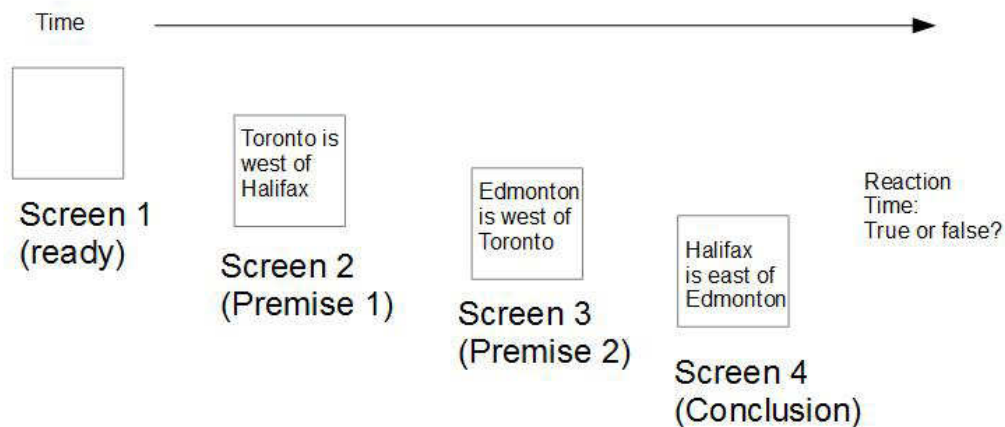 Time
Screen 1
(ready)
Toronto is
west of
Halifax
Screen 2
(Premise 1)
Edmonton
is west of
Toronto
Screen 3
(Premise 2)
Halifax
is east of
Edmonton
Screen 4
(Conclusion)
Reaction
Time:
True or false?